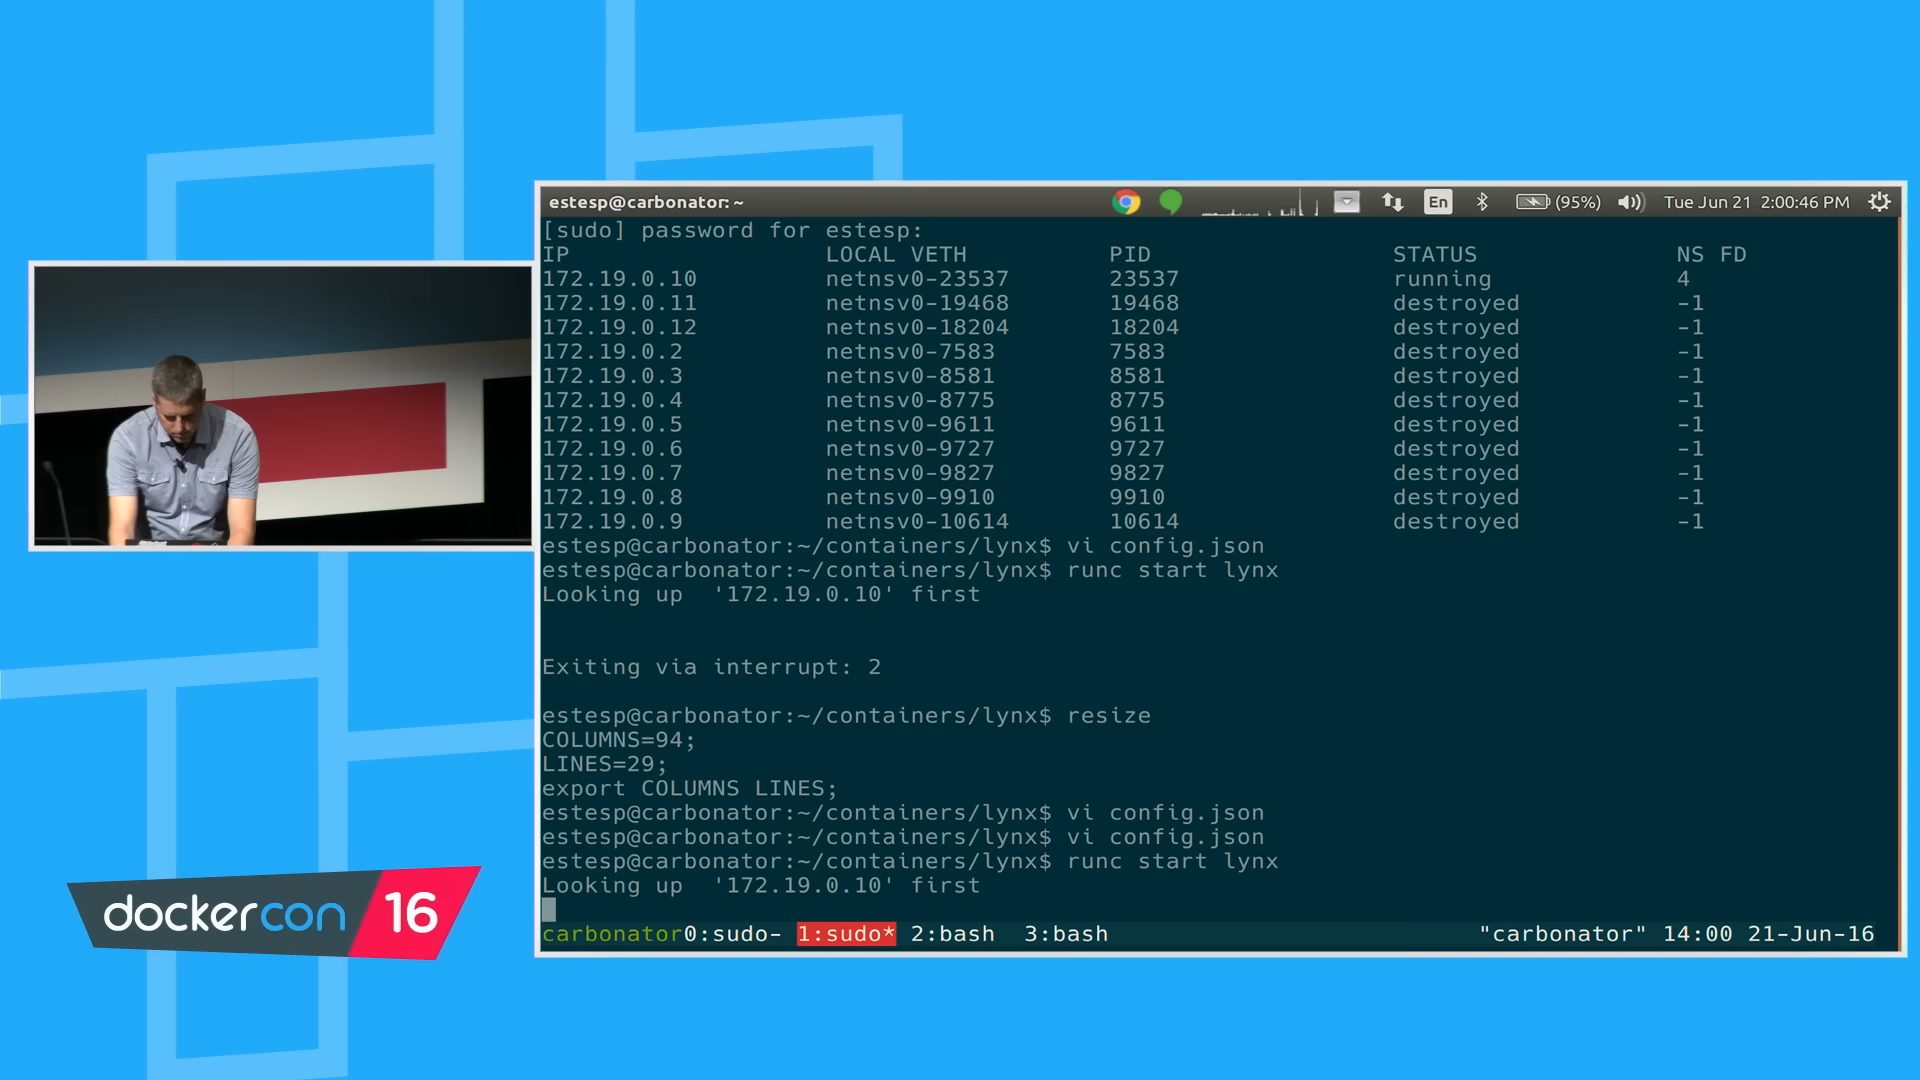 estesp@carbonator: ~
En
(95%)
Tue Jun 21 2:00:46 PM
[sudo] password for estesp:
IP LOCAL VETH PID STATUS NS FD
172.19.0.10 netnsv0-23537 23537 running 4
172.19.0.11 netnsv0-19468 19468 destroyed -1
172.19.0.12 netnsv0-18204 18204 destroyed -1
172.19.0.2 netnsv0-7583 7583 destroyed -1
172.19.0.3 netnsv0-8581 8581 destroyed -1
172.19.0.4 netnsv0-8775 8775 destroyed -1
172.19.0.5 netnsv0-9611 9611 destroyed -1
172.19.0.6 netnsv0-9727 9727 destroyed -1
172.19.0.7 netnsv0-9827 9827 destroyed -1
172.19.0.8 netnsv0-9910 9910 destroyed -1
172.19.0.9 netnsv0-10614 10614 destroyed -1
estesp@carbonator:~/containers/lynx$ vi config.json
estesp@carbonator:~/containers/lynx$ runc start lynx
Looking up  '172.19.0.10' first
Exiting via interrupt: 2
estesp@carbonator:~/containers/lynx$ resize
COLUMNS=94;
LINES=29;
export COLUMNS LINES;
estesp@carbonator:~/containers/lynx$ vi config.json
estesp@carbonator:~/containers/lynx$ vi config.json
estesp@carbonator:~/containers/lynx$ runc start lynx
Looking up  '172.19.0.10' first
carbonator0:sudo- 1:sudo* 2:bash  3:bash "carbonator" 14:00 21-Jun-16
dockercon 16